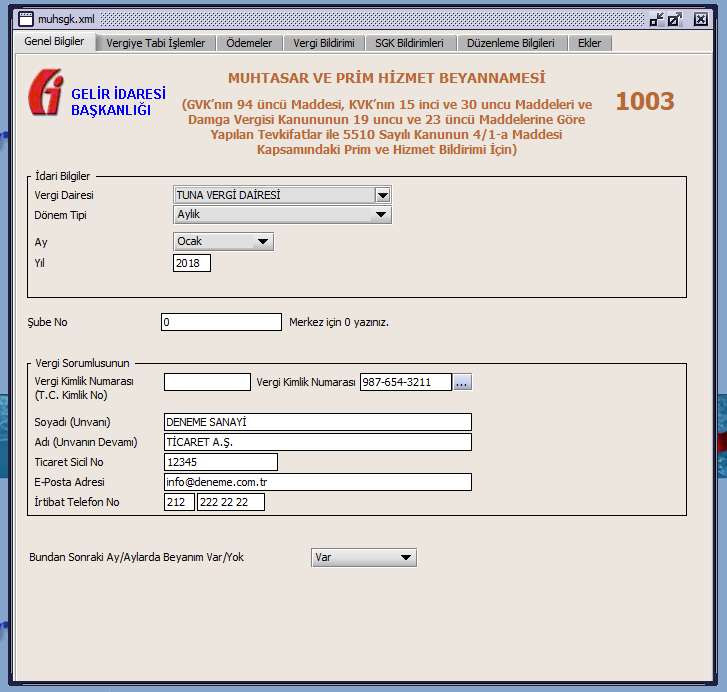 muhsgk.xml
Genel Bilgiler Vergiye Tabi İşlemler Ödemeler Vergi Bildirimi SGK Bildirimleri Düzenleme Bilgileri Ekler
GELİR İDARESİ
BAŞKANLIĞI
MUHTASAR VE PRİM HİZMET BEYANNAMESİ
1003
(GVK'nın 94 üncü Maddesi, KVK'nın 15 inci ve 30 uncu Maddeleri ve
Damga Vergisi Kanununun 19 uncu ve 23 üncü Maddelerine Göre
Yapılan Tevkifatlar ile 5510 Sayılı Kanunun 4/1-a Maddesi
Kapsamındaki Prim ve Hizmet Bildirimi İçin)
İdari Bilgiler
Vergi Dairesi TUNA VERGİ DAİRESİ
Dönem Tipi Aylık
Ay Ocak
Yıl 2018
Şube No 0 Merkez için 0 yazınız.
Vergi Sorumlusunun
Vergi Kimlik Numarası Vergi Kimlik Numarası 987-654-3211 ...
(T.C. Kimlik No)
Soyadı (Unvanı) DENEME SANAYİ
Adı (Unvanın Devamı) TİCARET A.Ş.
Ticaret Sicil No 12345
E-Posta Adresi info@deneme.com.tr
İrtibat Telefon No 212 222 22 22
Bundan Sonraki Ay/Aylarda Beyanım Var/Yok Var